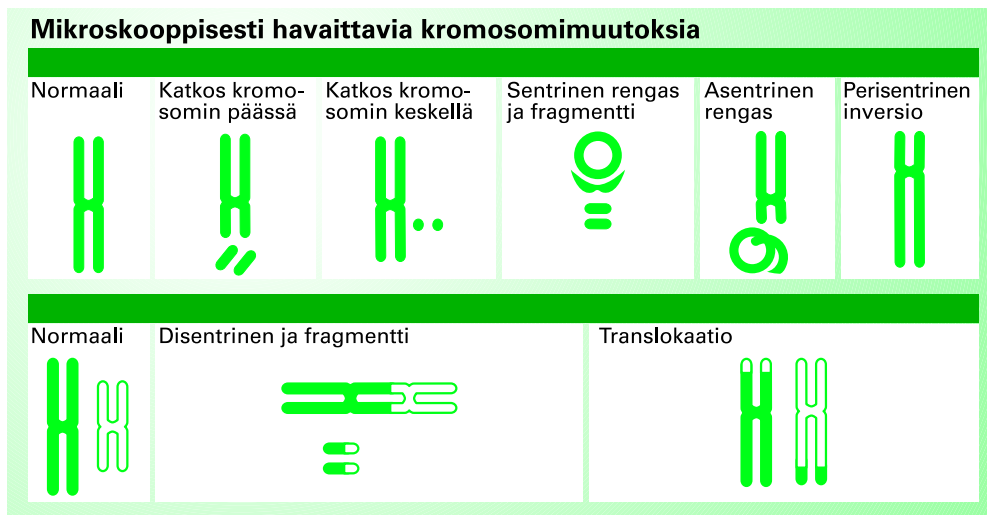 Mikroskooppisesti havaittavia kromosomimuutoksia
Normaali
Katkos kromo-
somin päässä
Katkos kromo-
somin keskellä
Sentrinen rengas
ja fragmentti
Asentrinen
rengas
Perisentrinen
inversio
Normaali
Disentrinen ja fragmentti
Translokaatio